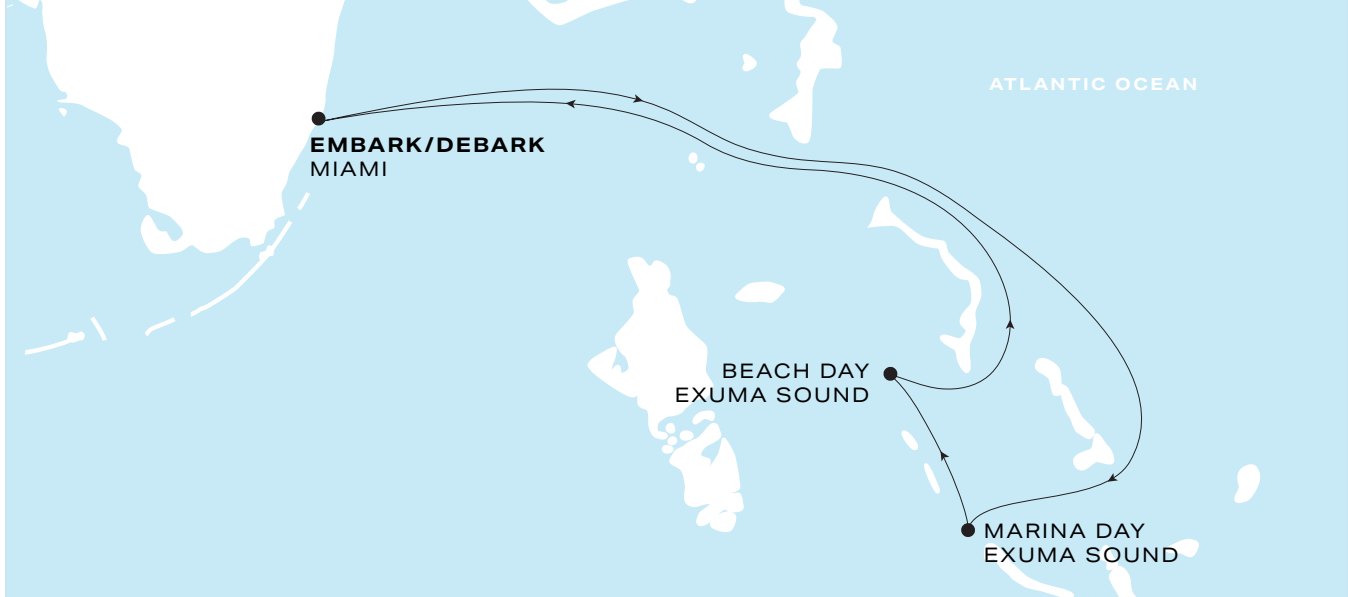 ATLANTIC OCEAN
EMBARK/DEBARK
MIAMI
BEACH DAY
EXUMA SOUND
MARINA DAY
EXUMA SOUND